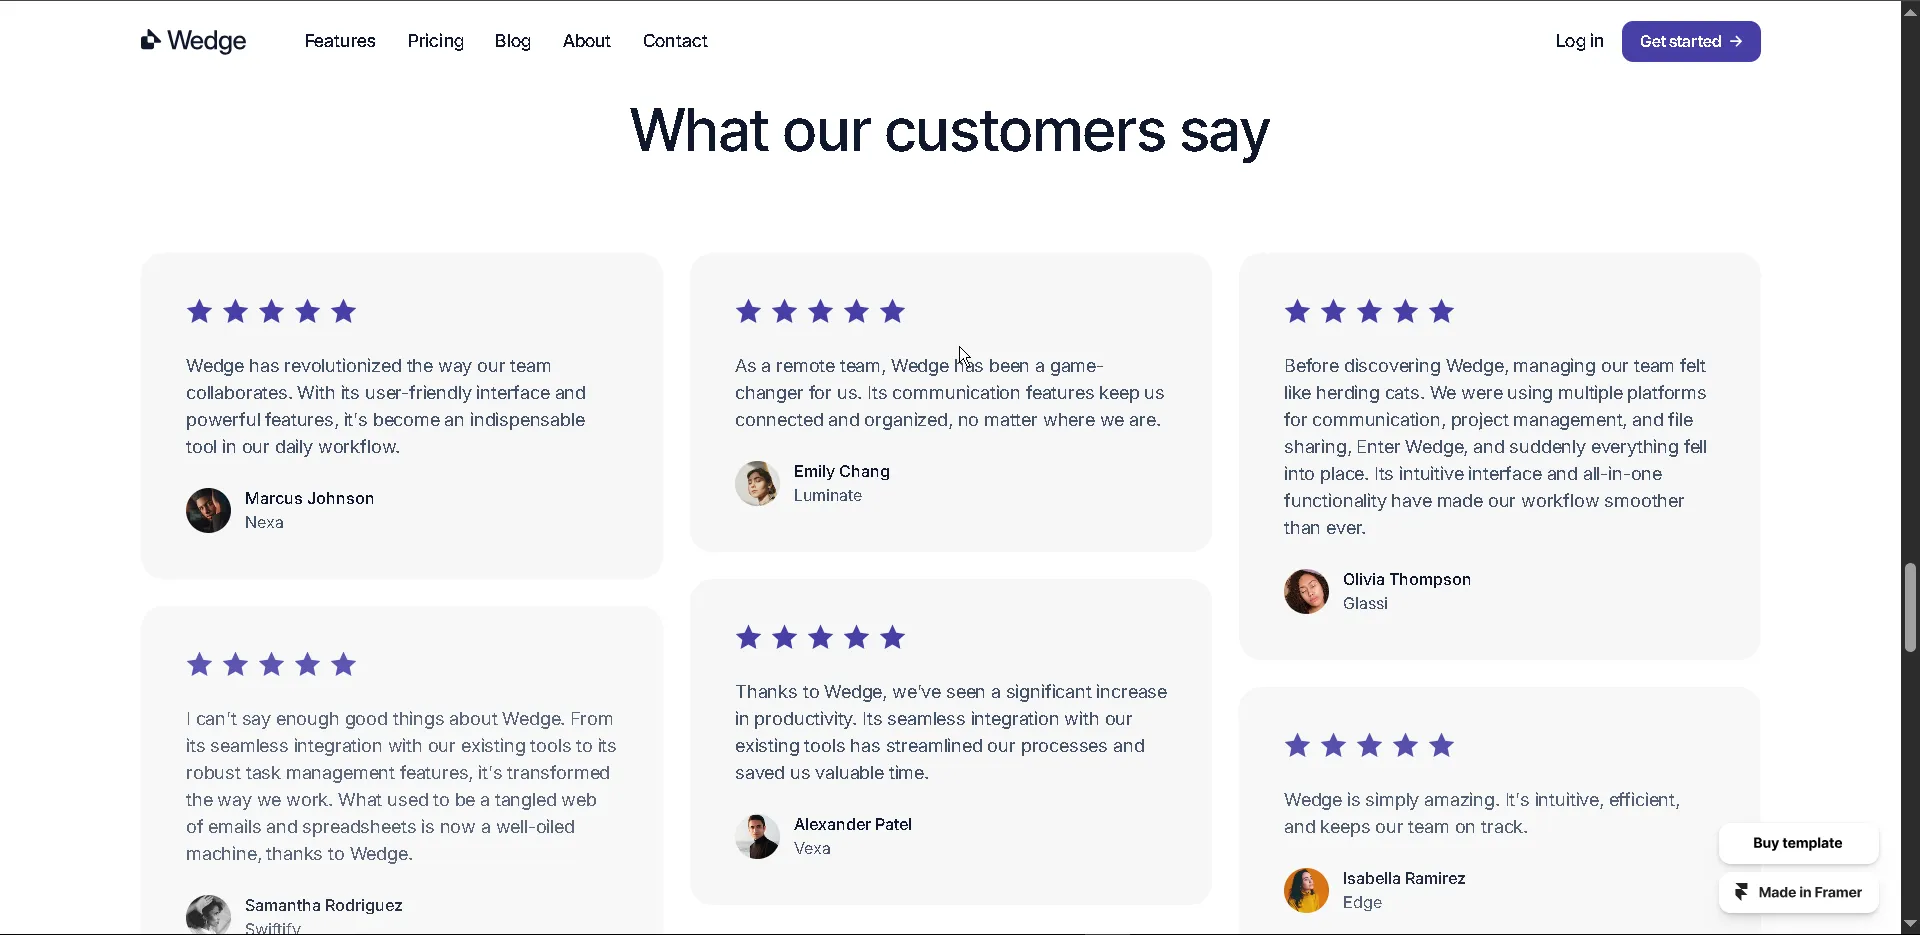 Wedge
Features
Pricing
Blog
About
Contact
Log in
Get started →
What our customers say
Wedge has revolutionized the way our team
collaborates. With its user-friendly interface and
powerful features, it's become an indispensable
tool in our daily workflow.
Marcus Johnson
Nexa
I can't say enough good things about Wedge. From
its seamless integration with our existing tools to its
robust task management features, it's transformed
the way we work. What used to be a tangled web
of emails and spreadsheets is now a well-oiled
machine, thanks to Wedge.
Samantha Rodriguez
Swiftify
As a remote team, Wedge has been a game-
changer for us. Its communication features keep us
connected and organized, no matter where we are.
Emily Chang
Luminate
Thanks to Wedge, we've seen a significant increase
in productivity. Its seamless integration with our
existing tools has streamlined our processes and
saved us valuable time.
Alexander Patel
Vexa
Before discovering Wedge, managing our team felt
like herding cats. We were using multiple platforms
for communication, project management, and file
sharing, Enter Wedge, and suddenly everything fell
into place. Its intuitive interface and all-in-one
functionality have made our workflow smoother
than ever.
Olivia Thompson
Glassi
Wedge is simply amazing. It's intuitive, efficient,
and keeps our team on track.
Isabella Ramirez
Edge
Buy template
Made in Framer